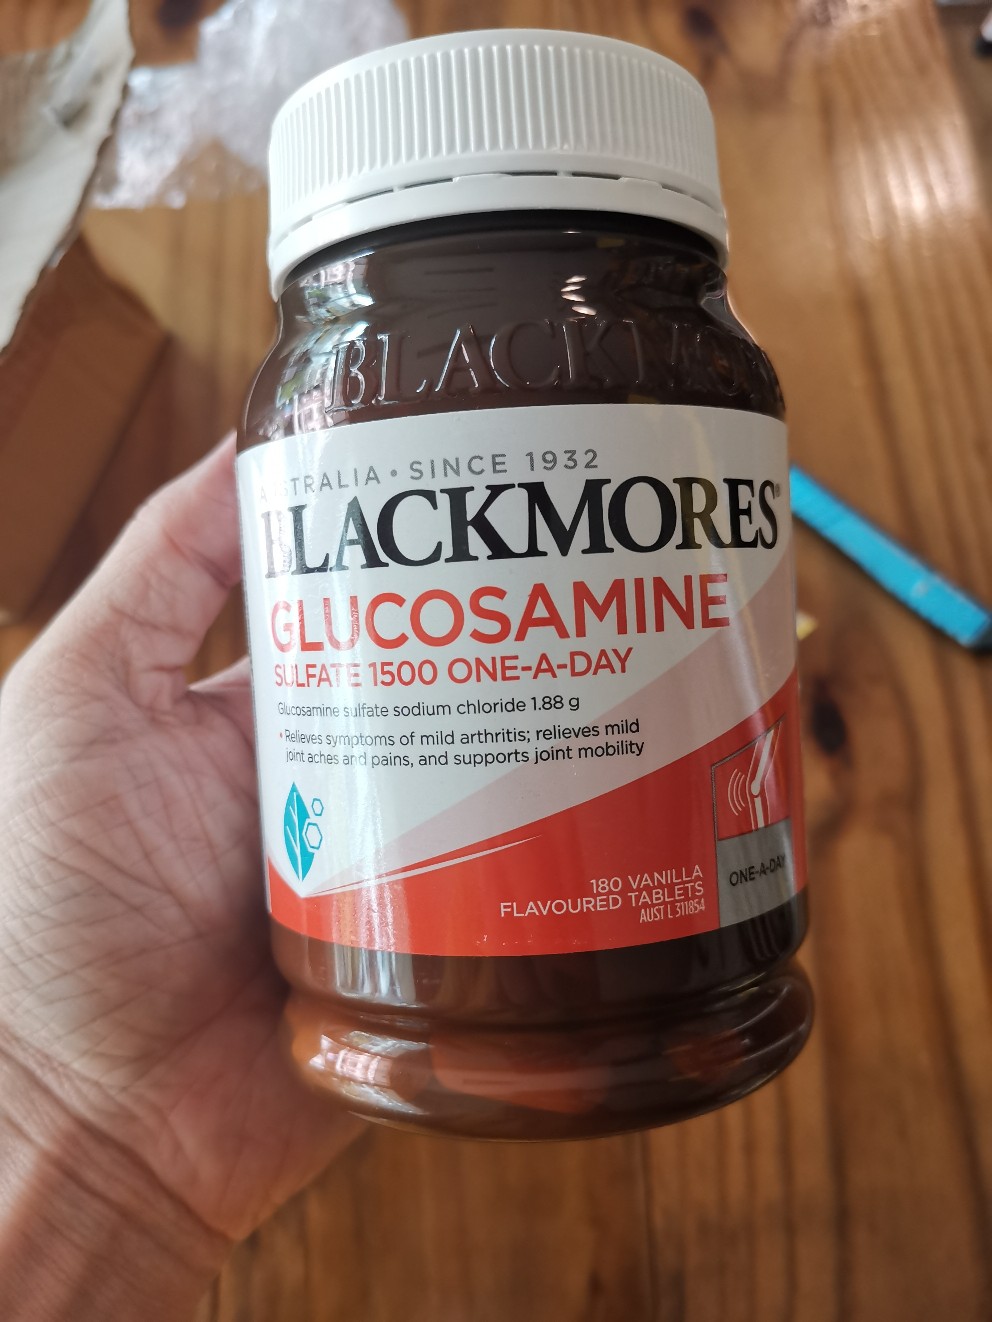 BLACKMO
AUSTRALIA • SINCE 1932
BLACKMORES®
GLUCOSAMINE
SULFATE 1500 ONE-A-DAY
Glucosamine sulfate sodium chloride 1.88 g
• Relieves symptoms of mild arthritis; relieves mild
joint aches and pains, and supports joint mobility
ONE-A-DAY
180 VANILLA
FLAVOURED TABLETS
AUST L 311854